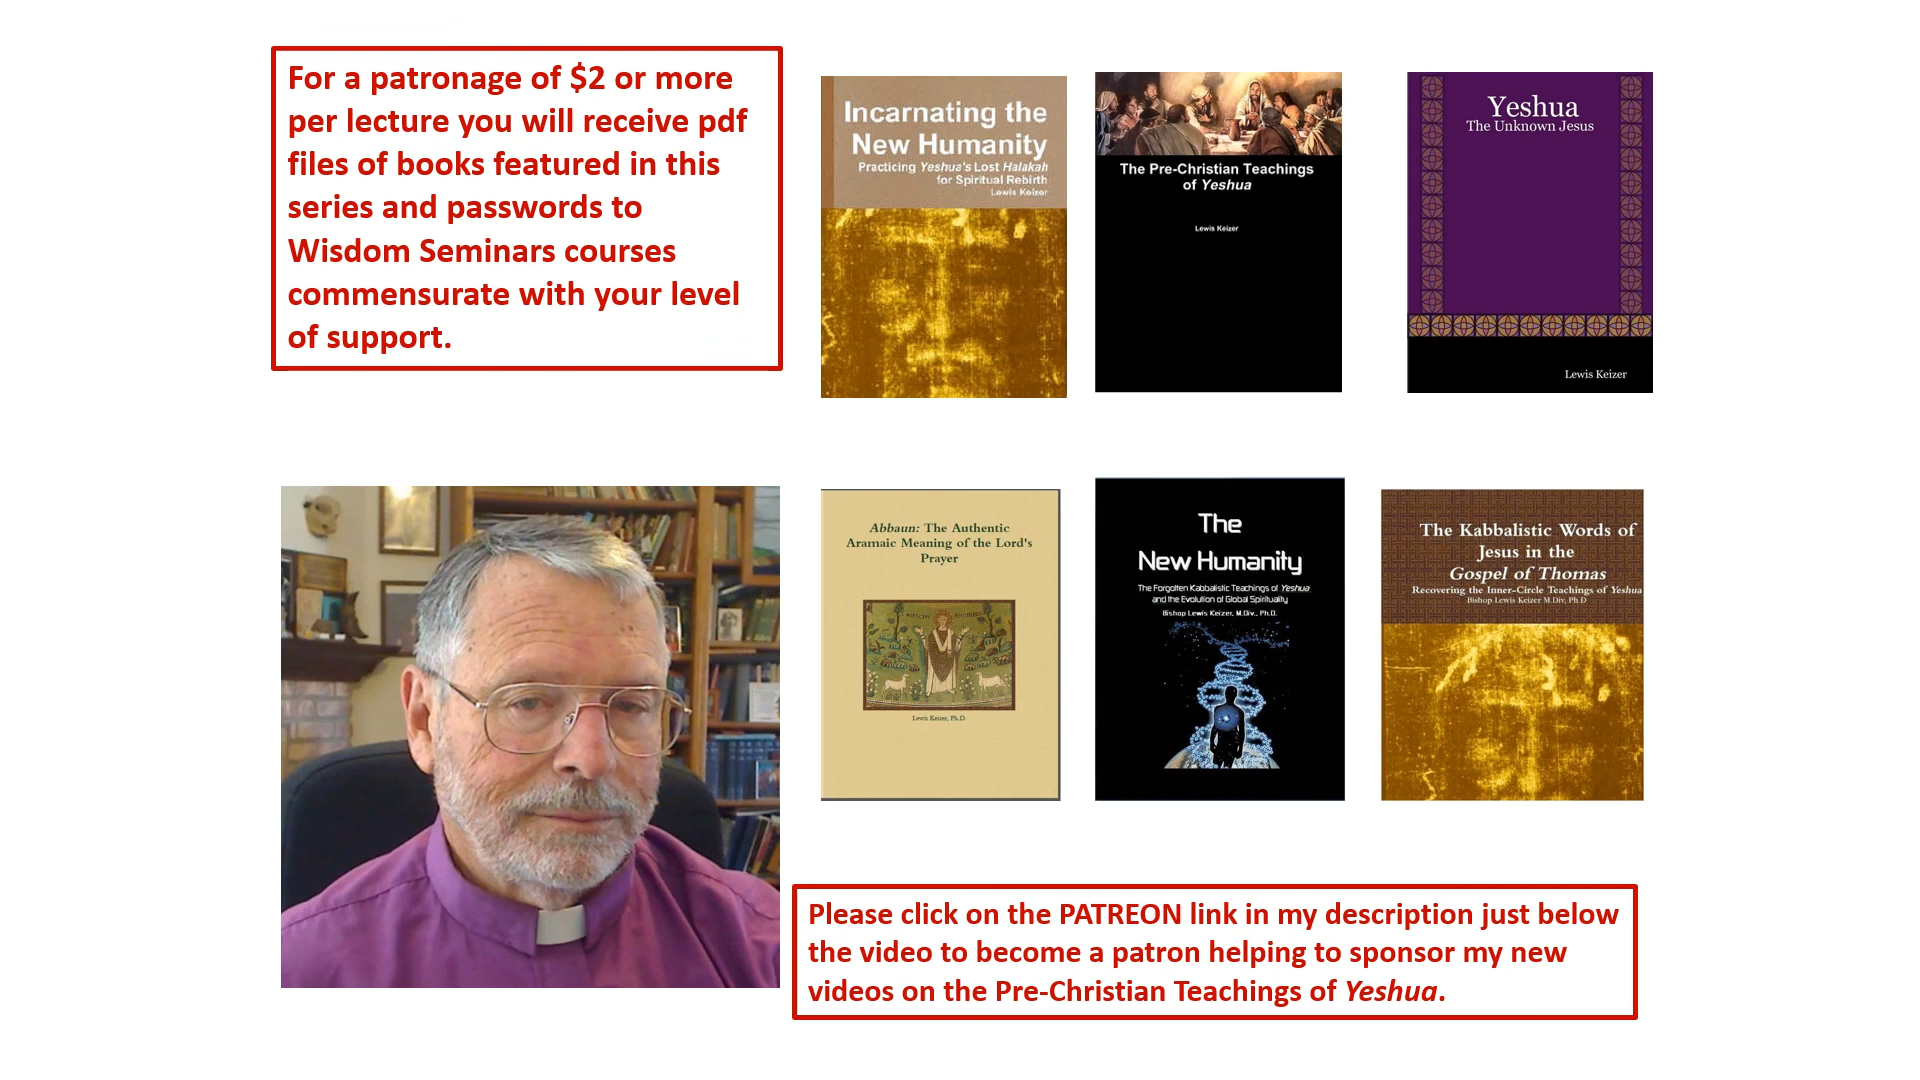 For a patronage of $2 or more
per lecture you will receive pdf
files of books featured in this
series and passwords to
Wisdom Seminars courses
commensurate with your level
of support.
Incarnating the
New Humanity
Practicing Yeshua's Lost Halakah
for Spiritual Rebirth
Lewis Keizer
The Pre-Christian Teachings
of Yeshua
Lewis Keizer
Yeshua
The Unknown Jesus
Lewis Keizer
Abbaun: The Authentic
Aramaic Meaning of the Lord's
Prayer
Lewis Keizer, Ph.D.
The
New Humanity
The Forgotten Kabbalistic Teachings of Yeshua
and the Evolution of Global Spirituality
Bishop Lewis Keizer, M.Div., Ph.D.
The Kabbalistic Words of
Jesus in the
Gospel of Thomas
Recovering the Inner-Circle Teachings of Yeshua
Bishop Lewis Keizer M.Div, Ph.D
Please click on the PATREON link in my description just below
the video to become a patron helping to sponsor my new
videos on the Pre-Christian Teachings of Yeshua.